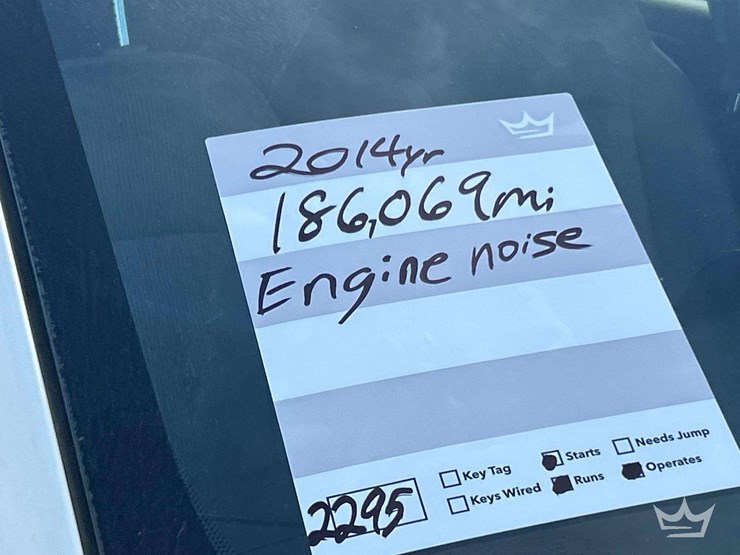 2014yr
186,069mi
Engine noise
Key Tag Starts Needs Jump
2295 Keys Wired Runs Operates